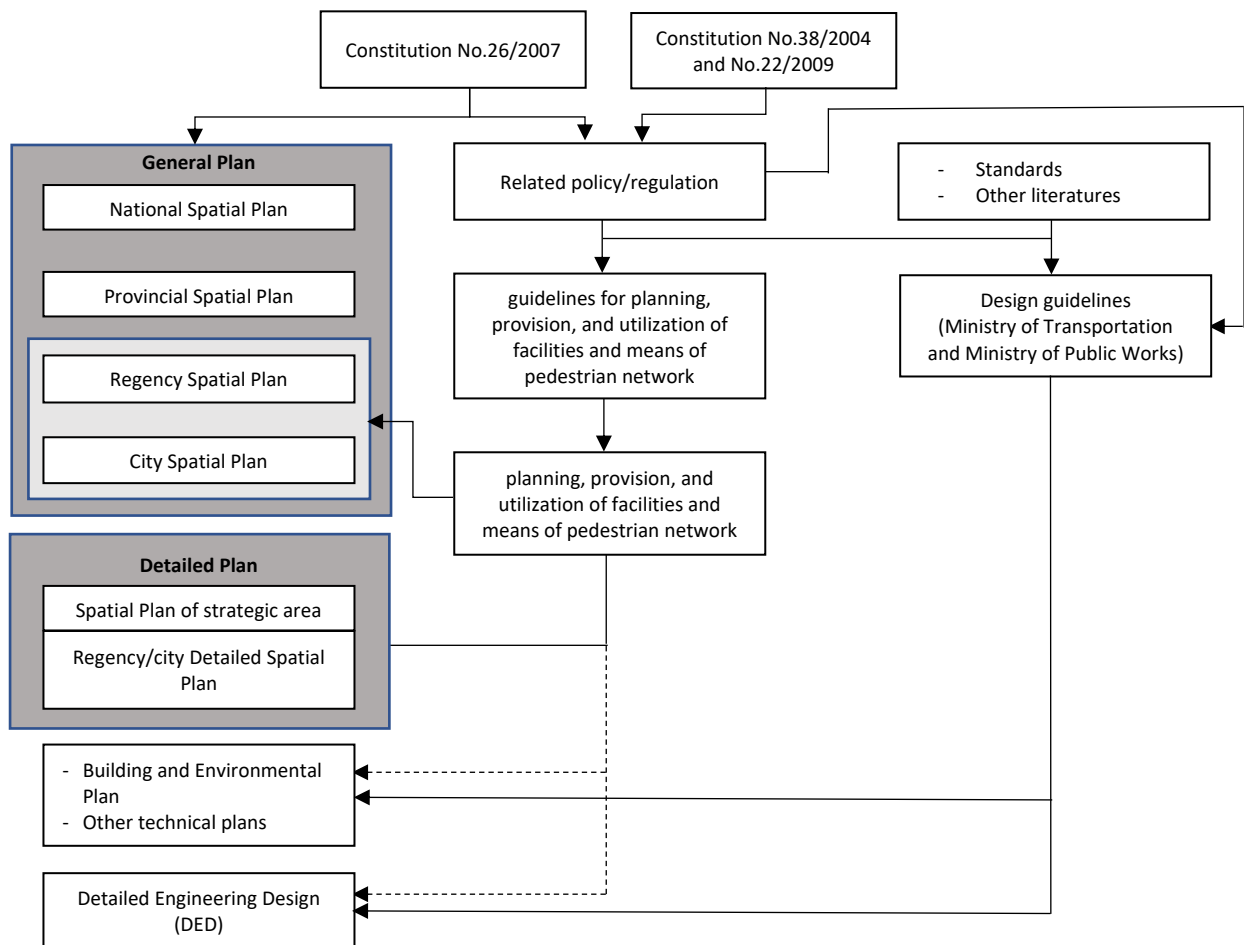 Constitution No.26/2007
Constitution No.38/2004
and No.22/2009
General Plan
National Spatial Plan
Provincial Spatial Plan
Regency Spatial Plan
City Spatial Plan
Related policy/regulation
- Standards
- Other literatures
guidelines for planning,
provision, and utilization of
facilities and means of
pedestrian network
Design guidelines
(Ministry of Transportation
and Ministry of Public Works)
planning, provision, and
utilization of facilities and
means of pedestrian network
Detailed Plan
Spatial Plan of strategic area
Regency/city Detailed Spatial
Plan
- Building and Environmental
Plan
- Other technical plans
Detailed Engineering Design
(DED)